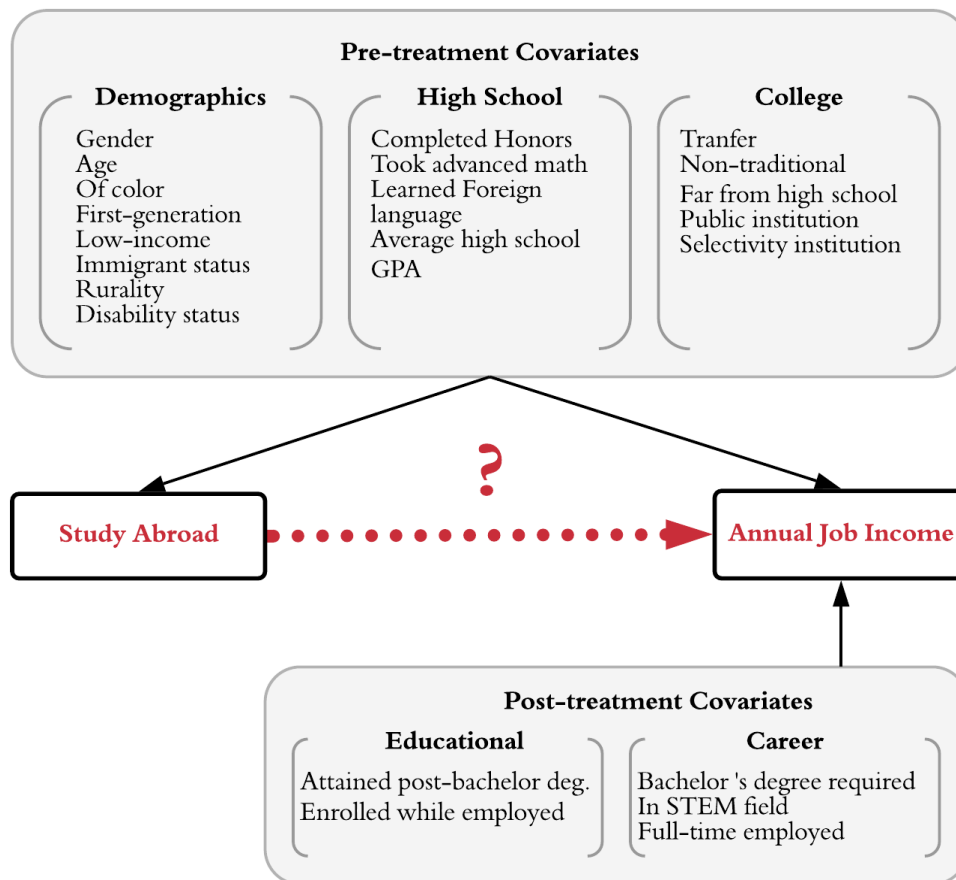 Pre-treatment Covariates
Demographics
Gender
Age
Of color
First-generation
Low-income
Immigrant status
Rurality
Disability status
High School
Completed Honors
Took advanced math
Learned Foreign
language
Average high school
GPA
College
Tranfer
Non-traditional
Far from high school
Public institution
Selectivity institution
?
Study Abroad
Annual Job Income
Post-treatment Covariates
Educational
Attained post-bachelor deg.
Enrolled while employed
Career
Bachelor 's degree required
In STEM field
Full-time employed